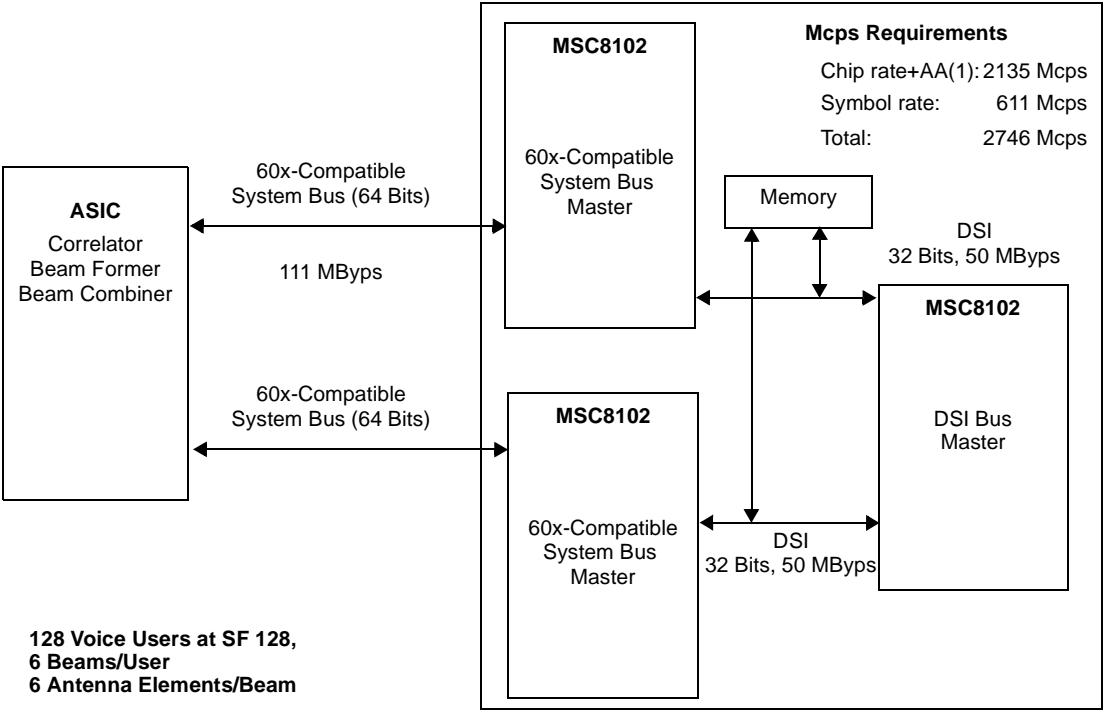 MSC8102
Mcps Requirements
Chip rate+AA(1): 2135 Mcps
Symbol rate: 611 Mcps
Total: 2746 Mcps
60x-Compatible
System Bus
Master
60x-Compatible
System Bus (64 Bits)
ASIC
Correlator
Beam Former
Beam Combiner
111 MByps
Memory
DSI
32 Bits, 50 MByps
MSC8102
DSI Bus
Master
60x-Compatible
System Bus (64 Bits)
MSC8102
60x-Compatible
System Bus
Master
DSI
32 Bits, 50 MByps
128 Voice Users at SF 128,
6 Beams/User
6 Antenna Elements/Beam